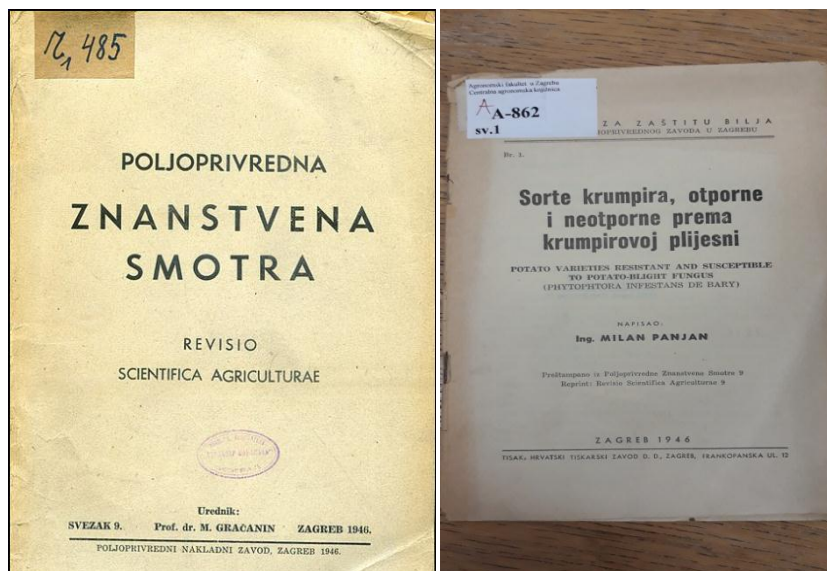 12, 485
POLJOPRIVREDNA
ZNANSTVENA
SMOTRA
REVISIO
SCIENTIFICA AGRICULTURAE
Urednik:
SVEZAK 9. Prof. dr. M. GRAČANIN ZAGREB 1946.
POLJOPRIVREDNI NAKLADNI ZAVOD, ZAGREB 1946.
Agronomski fakultet u Zagrebu
Centralna agronomska knjižnica
A A-862
sv.1
ZA ZAŠTITU BILJA
OPRIVREDNOG ZAVODA U ZAGREBU
Br. 1.
Sorte krumpira, otporne
i neotporne prema
krumpirovoj plijesni
POTATO VARIETIES RESISTANT AND SUSCEPTIBLE
TO POTATO-BLIGHT FUNGUS
(PHYTOPHTORA INFESTANS DE BARY)
NAPISAO:
Ing. MILAN PANJAN
Preštampano iz Poljoprivredne Znanstvene Smotre 9
Reprint: Revisio Scientifica Agriculturae 9
ZAGREB 1946
TISAK: HRVATSKI TISKARSKI ZAVOD D. D., ZAGREB, FRANKOPANSKA UL. 12